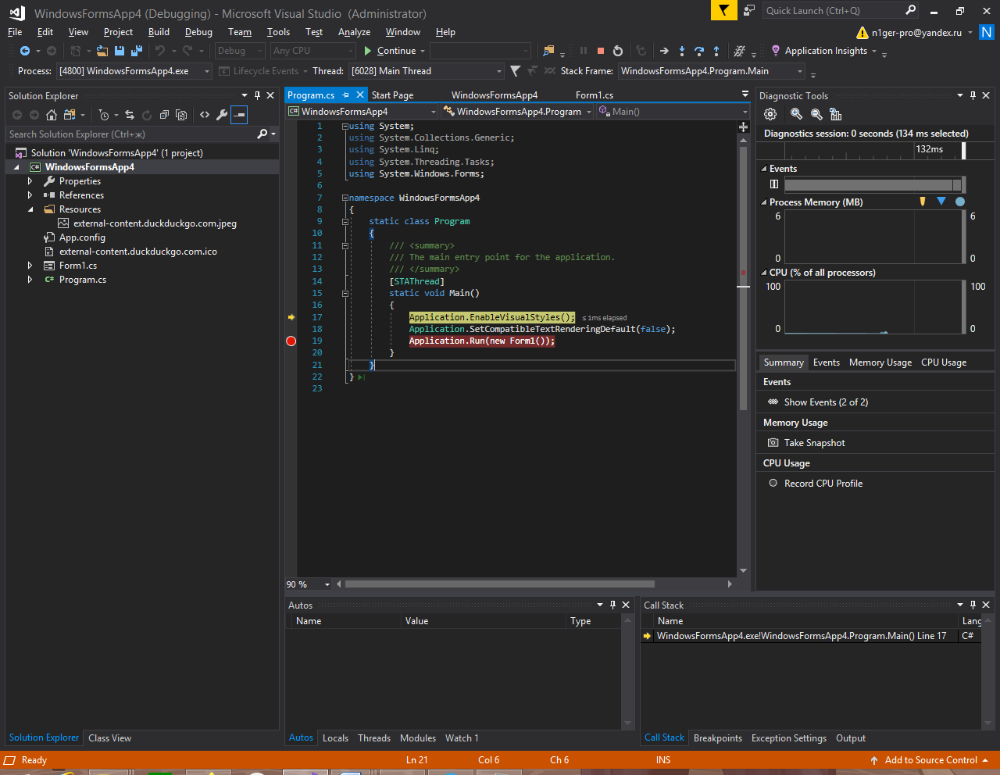 WindowsFormsApp4 (Debugging) - Microsoft Visual Studio (Administrator)
Quick Launch (Ctrl+Q)
File Edit View Project Build Debug Team Tools Test Analyze Window Help
n1ger-pro@yandex.ru N
Debug Any CPU Continue Application Insights
Process: [4800] WindowsFormsApp4.exe Lifecycle Events Thread: [6028] Main Thread Stack Frame: WindowsFormsApp4.Program.Main
Solution Explorer
Search Solution Explorer (Ctrl+ж)
Solution 'WindowsFormsApp4' (1 project)
C# WindowsFormsApp4
Properties
References
Resources
external-content.duckduckgo.com.jpeg
App.config
external-content.duckduckgo.com.ico
Form1.cs
C# Program.cs
Solution Explorer Class View
Program.cs Start Page WindowsFormsApp4 Form1.cs
C# WindowsFormsApp4 WindowsFormsApp4.Program Main()
1 using System;
2 using System.Collections.Generic;
3 using System.Linq;
4 using System.Threading.Tasks;
5 using System.Windows.Forms;
6
7 namespace WindowsFormsApp4
8 {
9 static class Program
10 {
11 /// <summary>
12 /// The main entry point for the application.
13 /// </summary>
14 [STAThread]
15 static void Main()
16 {
17 Application.EnableVisualStyles(); ≤ 1ms elapsed
18 Application.SetCompatibleTextRenderingDefault(false);
19 Application.Run(new Form1());
20 }
21 }
22 }
23
90 %
Diagnostic Tools
Diagnostics session: 0 seconds (134 ms selected)
132ms
Events
Process Memory (MB)
6 6
0 0
CPU (% of all processors)
100 100
0 0
Summary Events Memory Usage CPU Usage
Events
Show Events (2 of 2)
Memory Usage
Take Snapshot
CPU Usage
Record CPU Profile
Autos
Name Value Type
Autos Locals Threads Modules Watch 1
Call Stack
Name Lang
WindowsFormsApp4.exe!WindowsFormsApp4.Program.Main() Line 17 C#
Call Stack Breakpoints Exception Settings Output
Ready Ln 21 Col 6 Ch 6 INS Add to Source Control